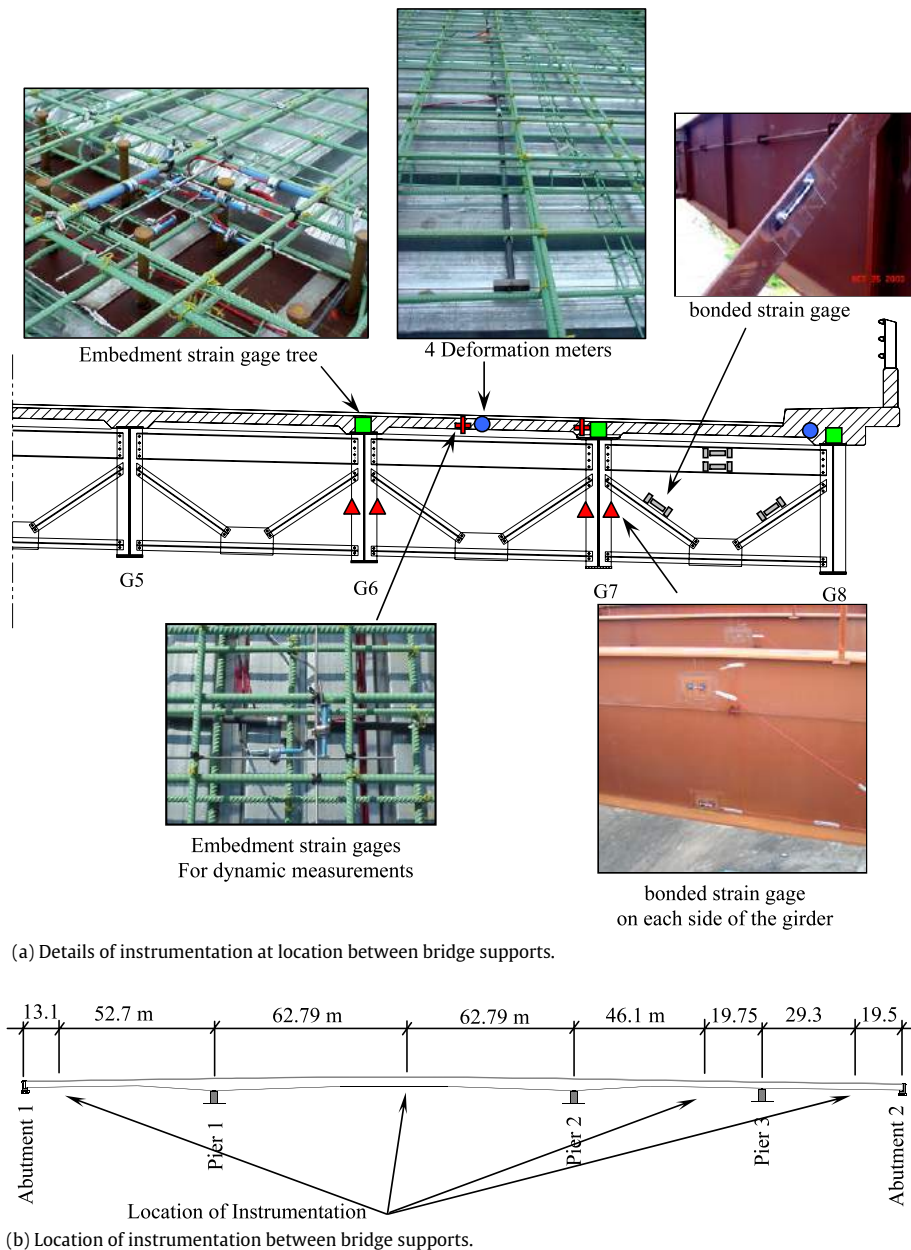 OCT 25 2003
bonded strain gage
Embedment strain gage tree
4 Deformation meters
G5
G6
G7
G8
Embedment strain gages
For dynamic measurements
bonded strain gage
on each side of the girder
(a) Details of instrumentation at location between bridge supports.
13.1
52.7 m
62.79 m
62.79 m
46.1 m
19.75
29.3
19.5
Abutment 1
Pier 1
Pier 2
Pier 3
Abutment 2
Location of Instrumentation
(b) Location of instrumentation between bridge supports.